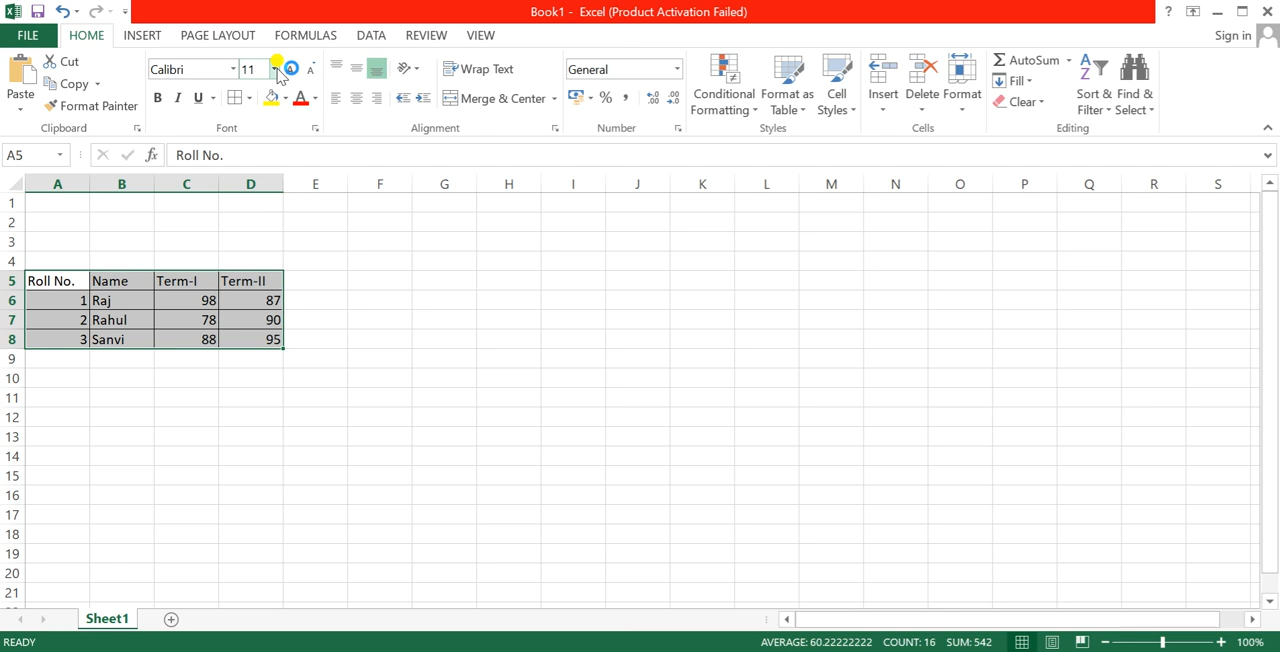 Book1 - Excel (Product Activation Failed)
?
FILE HOME INSERT PAGE LAYOUT FORMULAS DATA REVIEW VIEW Sign in
Paste
Cut
Copy
Format Painter
Clipboard
Calibri 11
B I U A
Font
Wrap Text
Merge & Center
Alignment
General
% ,
Number
Conditional Formatting
Format as Table
Cell Styles
Styles
Insert Delete Format
Cells
AutoSum
Fill
Clear
Sort & Filter
Find & Select
Editing
A5 fx Roll No.
A B C D E F G H I J K L M N O P Q R S
1
2
3
4
5 Roll No. Name Term-I Term-II
6 1 Raj 98 87
7 2 Rahul 78 90
8 3 Sanvi 88 95
9
10
11
12
13
14
15
16
17
18
19
20
21
Sheet1
READY AVERAGE: 60.22222222 COUNT: 16 SUM: 542 100%